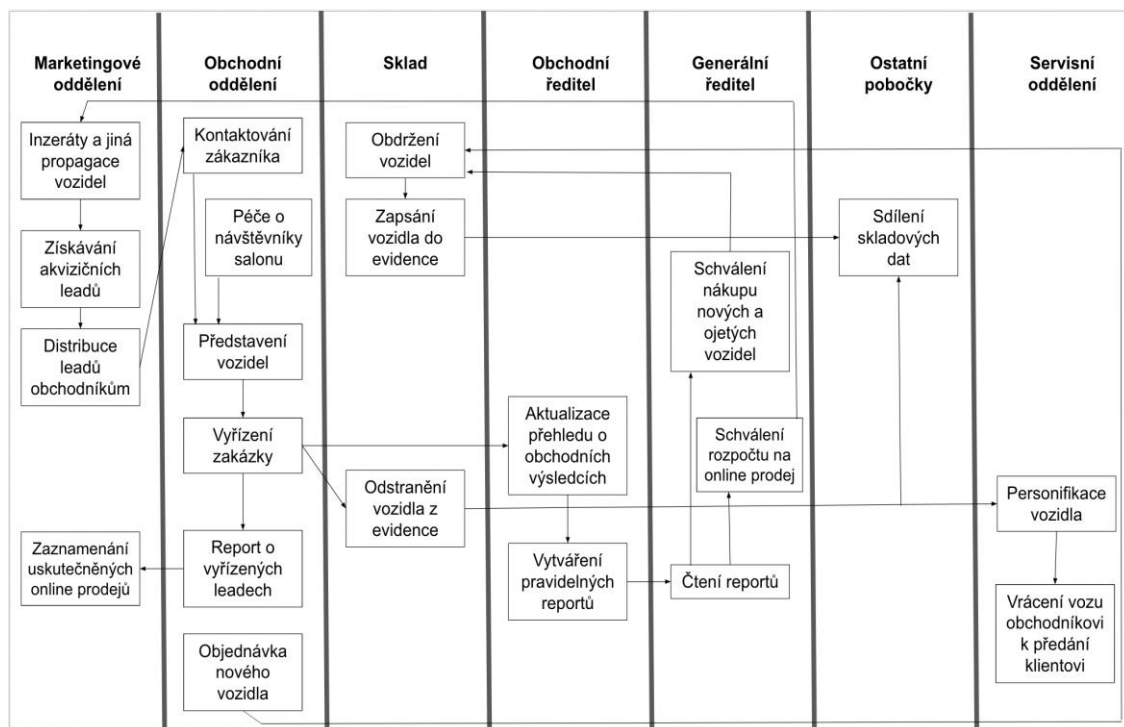 Marketingové
oddělení
Obchodní
oddělení
Sklad
Obchodní
ředitel
Generální
ředitel
Ostatní
pobočky
Servisní
oddělení
Inzeráty a jiná
propagace
vozidel
Získávání
akvizičních
leadů
Distribuce
leadů
obchodníkům
Zaznamenání
uskutečněných
online prodejů
Kontaktování
zákazníka
Péče o
návštěvníky
salonu
Představení
vozidel
Vyřízení
zakázky
Report o
vyřízených
leadech
Objednávka
nového
vozidla
Obdržení
vozidel
Zapsání
vozidla do
evidence
Odstranění
vozidla z
evidence
Aktualizace
přehledu o
obchodních
výsledcích
Vytváření
pravidelných
reportů
Schválení
nákupu
nových a
ojetých
vozidel
Schválení
rozpočtu na
online prodej
Čtení reportů
Sdílení
skladových
dat
Personifikace
vozidla
Vrácení vozu
obchodníkovi
k předání
klientovi